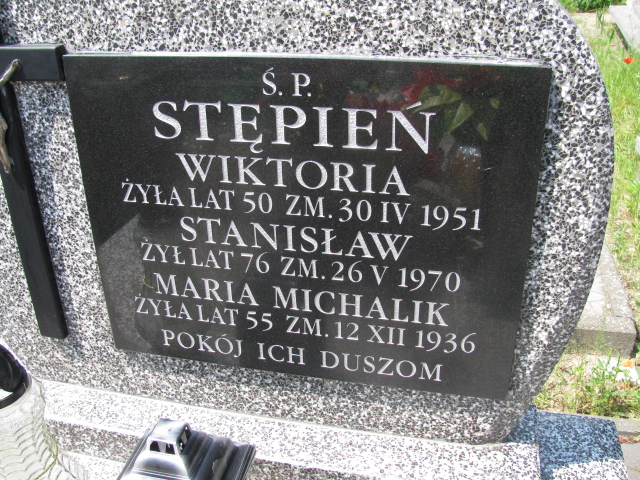 Ś. P.
STĘPIEŃ
WIKTORIA
ŻYŁA LAT 50 ZM. 30 IV 1951
STANISŁAW
ŻYŁ LAT 76 ZM. 26 V 1970
MARIA MICHALIK
ŻYŁA LAT 55 ZM. 12 XII 1936
POKÓJ ICH DUSZOM